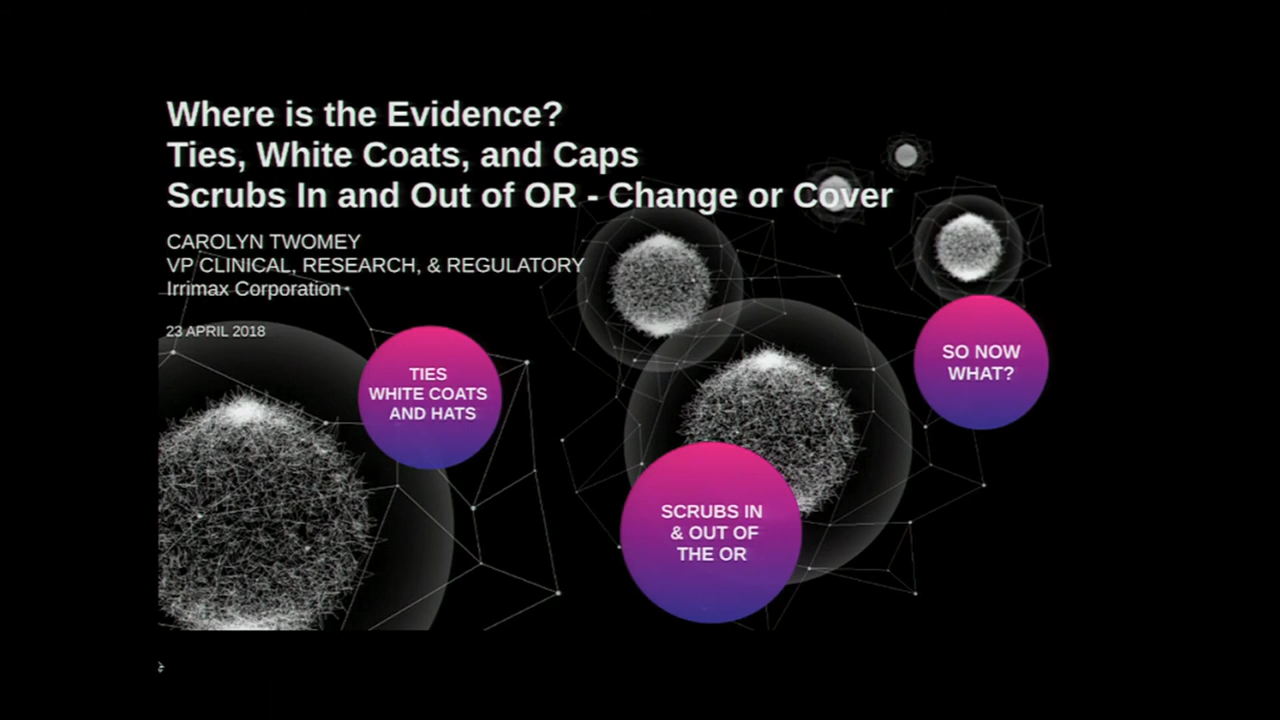 Where is the Evidence?
Ties, White Coats, and Caps
Scrubs In and Out of OR - Change or Cover
CAROLYN TWOMEY
VP CLINICAL, RESEARCH, & REGULATORY
Irrimax Corporation
23 APRIL 2018
TIES
WHITE COATS
AND HATS
SCRUBS IN
& OUT OF
THE OR
SO NOW
WHAT?